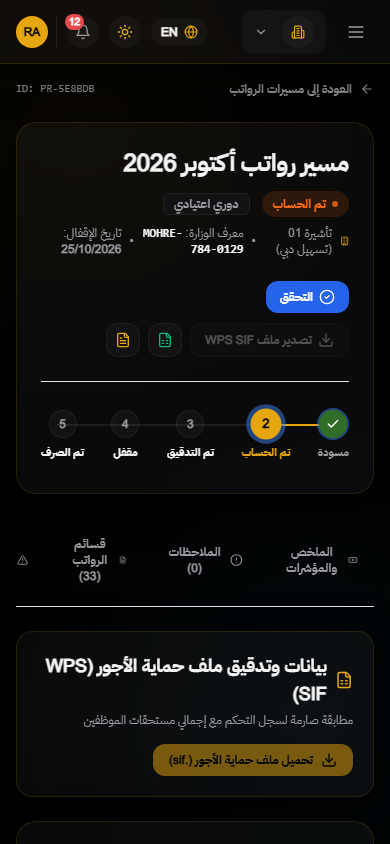 RA
12
EN
العودة إلى مسيرات الرواتب
ID: PR-5E8BDB
مسير رواتب أكتوبر 2026
تم الحساب
دوري اعتيادي
تأشيرة 01 (تسهيل دبي)
•
معرف الوزارة: MOHRE-784-0129
•
تاريخ الإقفال: 25/10/2026
التحقق
تصدير ملف WPS SIF
2
3
4
5
مسودة
تم الحساب
تم التدقيق
مقفل
تم الصرف
الملخص والمؤشرات
الملاحظات (0)
قسائم الرواتب (33)
بيانات وتدقيق ملف حماية الأجور (WPS
SIF)
مطابقة صارمة لسجل التحكم مع إجمالي مستحقات الموظفين
تحميل ملف حماية الأجور (.sif)